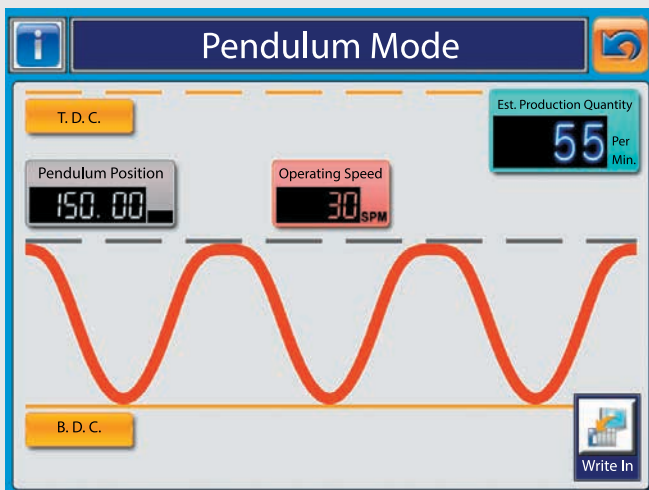 i
Pendulum Mode
T. D. C.
Est. Production Quantity
55 Per
Min.
Pendulum Position
150. 00
Operating Speed
30 SPM
B. D. C.
Write In